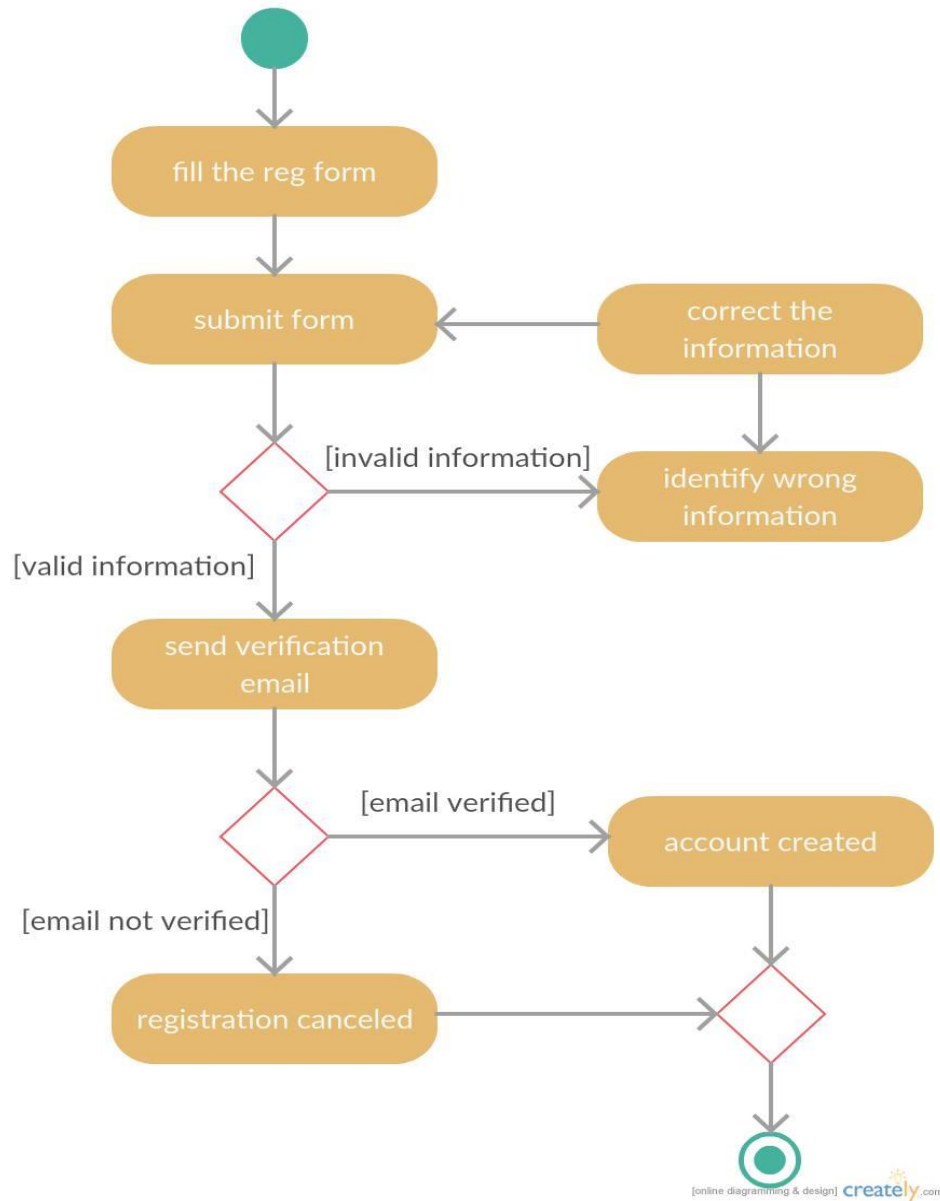 fill the reg form
submit form
correct the
information
[invalid information]
identify wrong
information
[valid information]
send verification
email
[email verified]
account created
[email not verified]
registration canceled
[online diagramming & design] creately.com